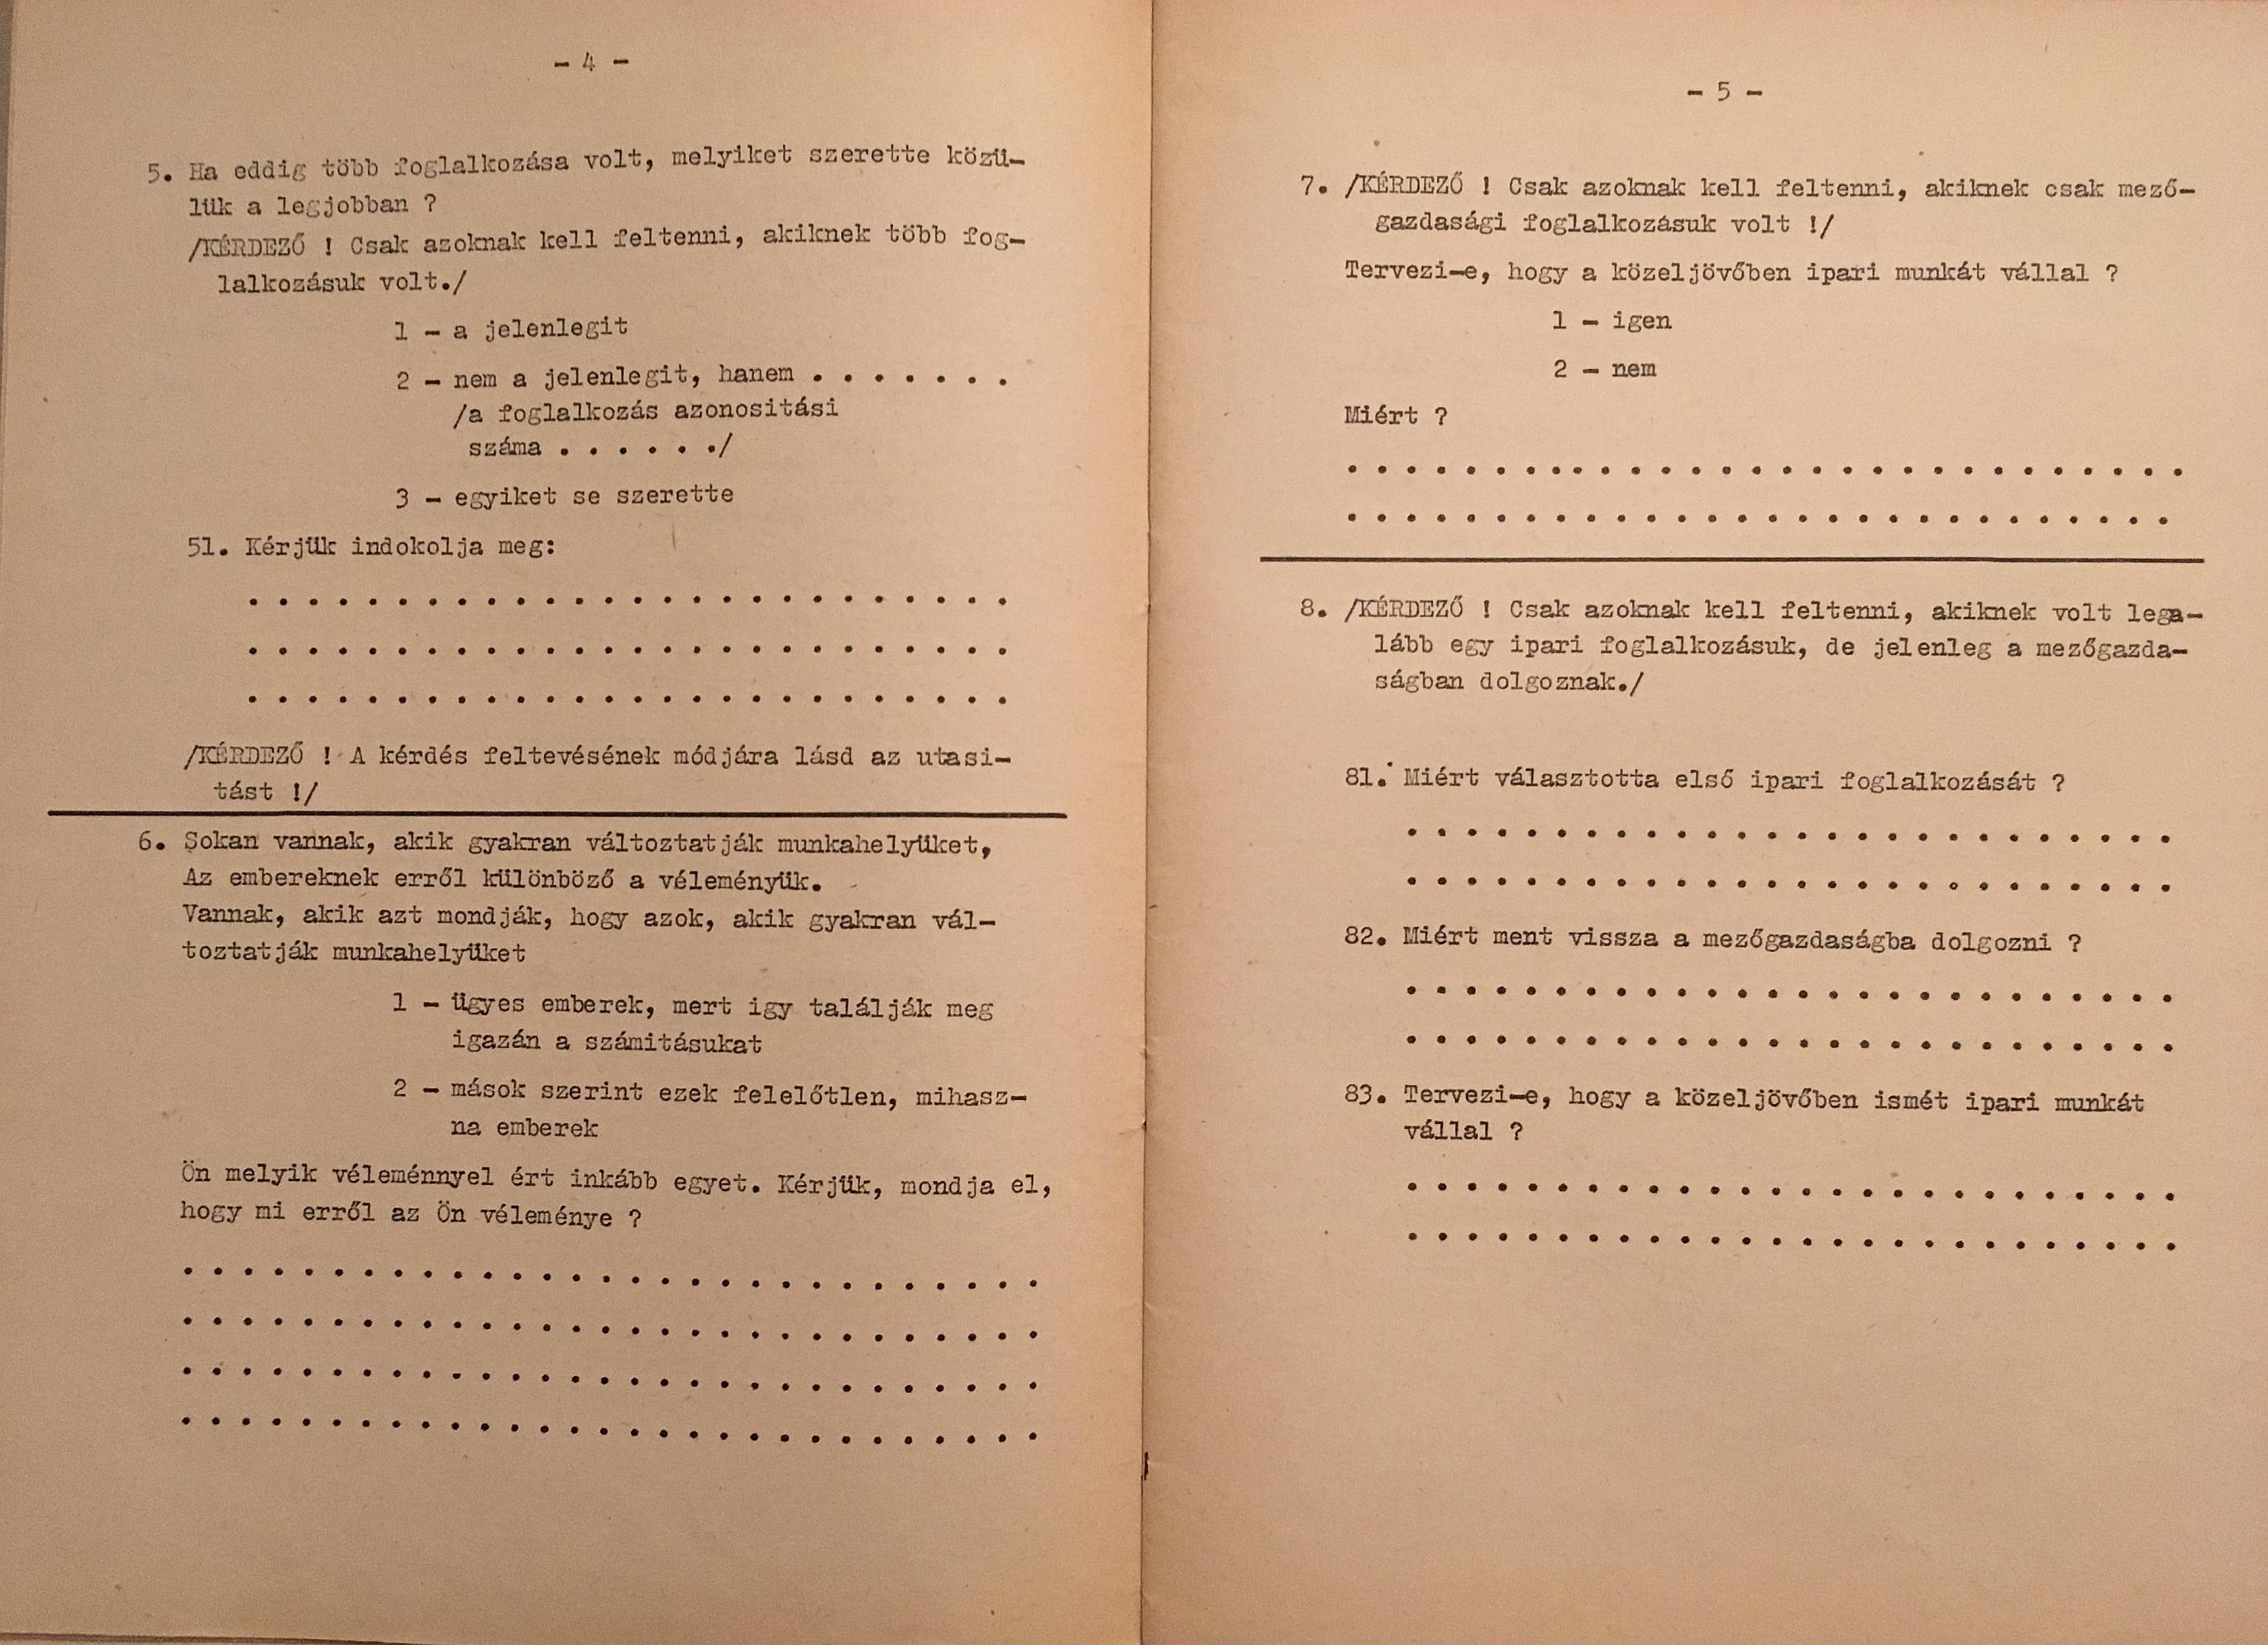 - 4 -
5. Ha eddig több foglalkozása volt, melyiket szerette közü-
lük a legjobban ?
/KÉRDEZŐ ! Csak azoknak kell feltenni, akiknek több fog-
lalkozásuk volt./
1 - a jelenlegit
2 - nem a jelenlegit, hanem . . . . . . .
/a foglalkozás azonositási
száma . . . . . ./
3 - egyiket se szerette
51. Kérjük indokolja meg:
. . . . . . . . . . . . . . . . . . . . . . . . . .
. . . . . . . . . . . . . . . . . . . . . . . . . .
. . . . . . . . . . . . . . . . . . . . . . . . . .
/KÉRDEZŐ ! A kérdés feltevésének módjára lásd az utasi-
tást !/
6. Sokan vannak, akik gyakran változtatják munkahelyüket,
Az embereknek erről különböző a véleményük.
Vannak, akik azt mondják, hogy azok, akik gyakran vál-
toztatják munkahelyüket
1 - ügyes emberek, mert igy találják meg
igazán a számitásukat
2 - mások szerint ezek felelőtlen, mihasz-
na emberek
Ön melyik véleménnyel ért inkább egyet. Kérjük, mondja el,
hogy mi erről az Ön véleménye ?
. . . . . . . . . . . . . . . . . . . . . . . . . . . . .
. . . . . . . . . . . . . . . . . . . . . . . . . . . . .
. . . . . . . . . . . . . . . . . . . . . . . . . . . . .
. . . . . . . . . . . . . . . . . . . . . . . . . . . . .
- 5 -
7. /KÉRDEZŐ ! Csak azoknak kell feltenni, akiknek csak mező-
gazdasági foglalkozásuk volt !/
Tervezi-e, hogy a közeljövőben ipari munkát vállal ?
1 - igen
2 - nem
Miért ?
. . . . . . . . . . . . . . . . . . . . . . . . . . . . .
. . . . . . . . . . . . . . . . . . . . . . . . . . . .
8. /KÉRDEZŐ ! Csak azoknak kell feltenni, akiknek volt lega-
lább egy ipari foglalkozásuk, de jelenleg a mezőgazda-
ságban dolgoznak./
81. Miért választotta első ipari foglalkozását ?
. . . . . . . . . . . . . . . . . . . . . . . . . .
. . . . . . . . . . . . . . . . . . . . . . . . . .
82. Miért ment vissza a mezőgazdaságba dolgozni ?
. . . . . . . . . . . . . . . . . . . . . . . . . .
. . . . . . . . . . . . . . . . . . . . . . . . . .
83. Tervezi-e, hogy a közeljövőben ismét ipari munkát
vállal ?
. . . . . . . . . . . . . . . . . . . . . . . . . .
. . . . . . . . . . . . . . . . . . . . . . . . . .